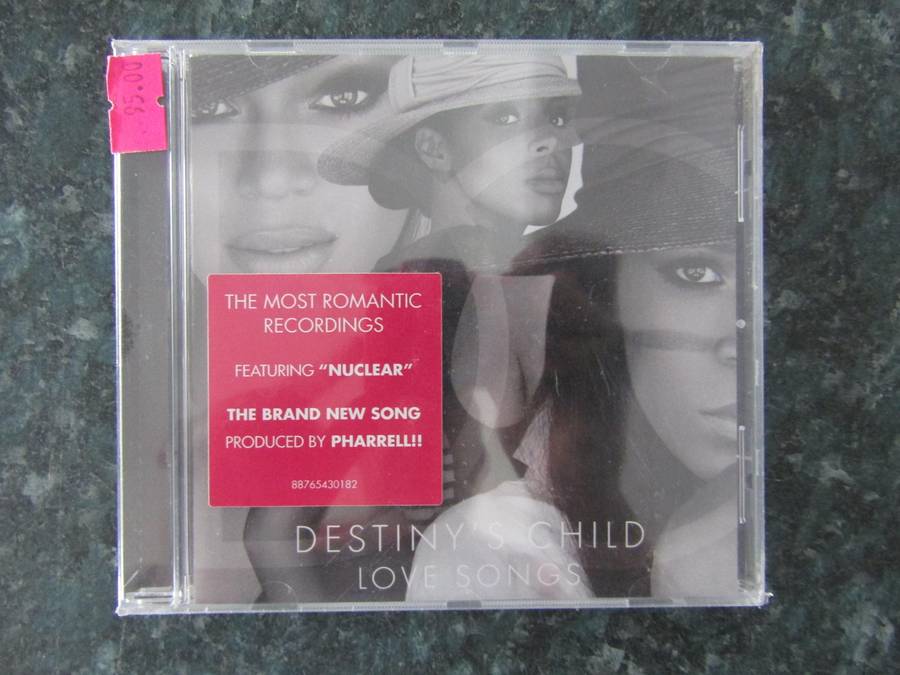 95.00
THE MOST ROMANTIC
RECORDINGS
FEATURING “NUCLEAR”
THE BRAND NEW SONG
PRODUCED BY PHARRELL!!
88765430182
DESTINY'S CHILD
LOVE SONGS